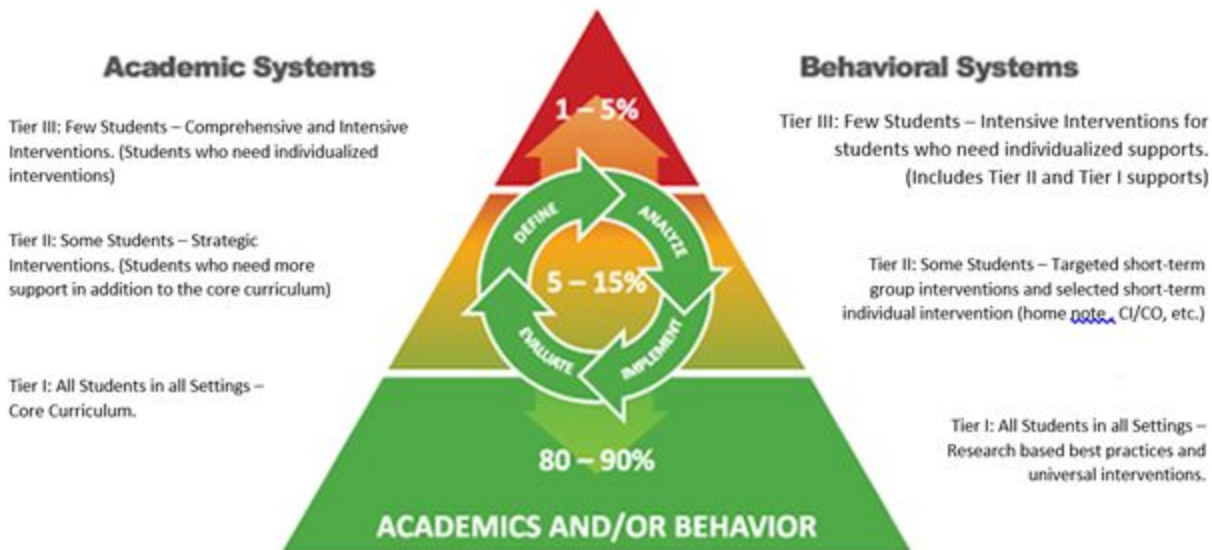 Academic Systems
Tier III: Few Students – Comprehensive and Intensive
Interventions. (Students who need individualized
interventions)
Tier II: Some Students – Strategic
Interventions. (Students who need more
support in addition to the core curriculum)
Tier I: All Students in all Settings –
Core Curriculum.
1 – 5%
DEFINE
ANALYZE
5 – 15%
EVALUATE
IMPLEMENT
80 – 90%
ACADEMICS AND/OR BEHAVIOR
Behavioral Systems
Tier III: Few Students – Intensive Interventions for
students who need individualized supports.
(Includes Tier II and Tier I supports)
Tier II: Some Students – Targeted short-term
group interventions and selected short-term
individual intervention (home note , CI/CO, etc.)
Tier I: All Students in all Settings –
Research based best practices and
universal interventions.